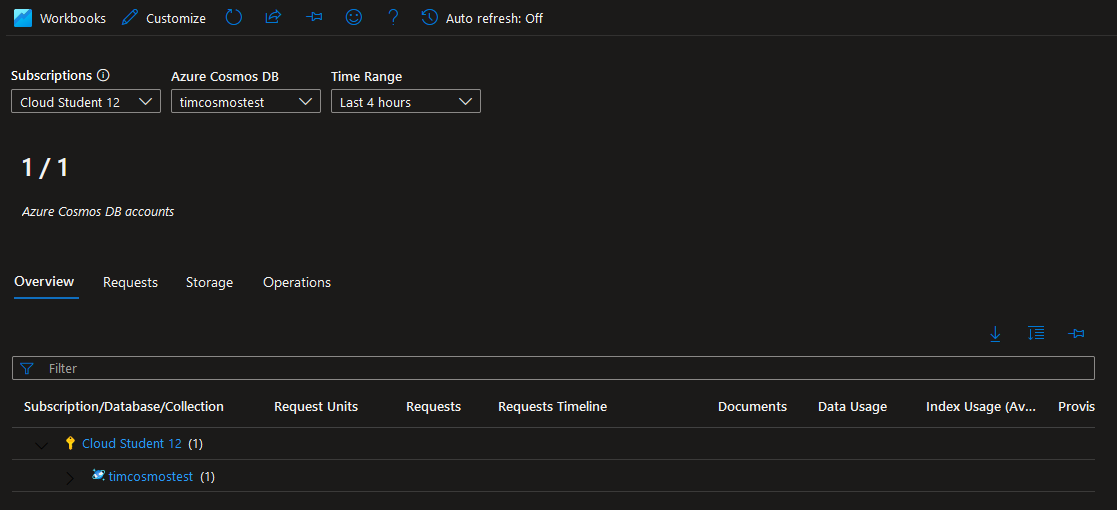 Workbooks Customize Auto refresh: Off
Subscriptions Azure Cosmos DB Time Range
Cloud Student 12 timcosmostest Last 4 hours
1 / 1
Azure Cosmos DB accounts
Overview Requests Storage Operations
Filter
Subscription/Database/Collection Request Units Requests Requests Timeline Documents Data Usage Index Usage (Av... Provis
Cloud Student 12 (1)
timcosmostest (1)